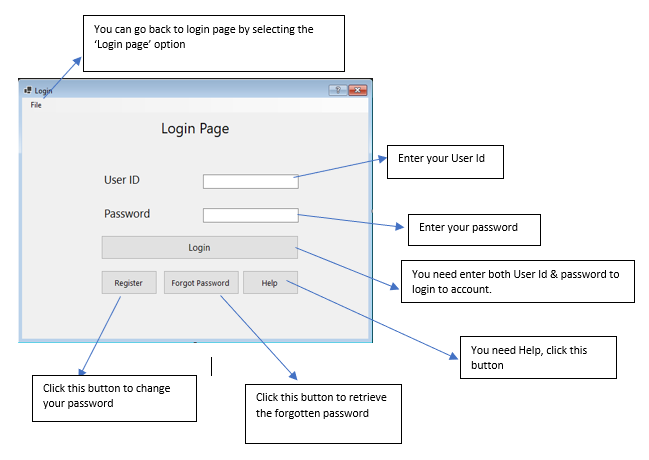 You can go back to login page by selecting the
‘Login page’ option
Login
?
File
Login Page
Enter your User Id
User ID
Password
Enter your password
Login
You need enter both User Id & password to
login to account.
Register
Forgot Password
Help
You need Help, click this
button
Click this button to change
your password
Click this button to retrieve
the forgotten password